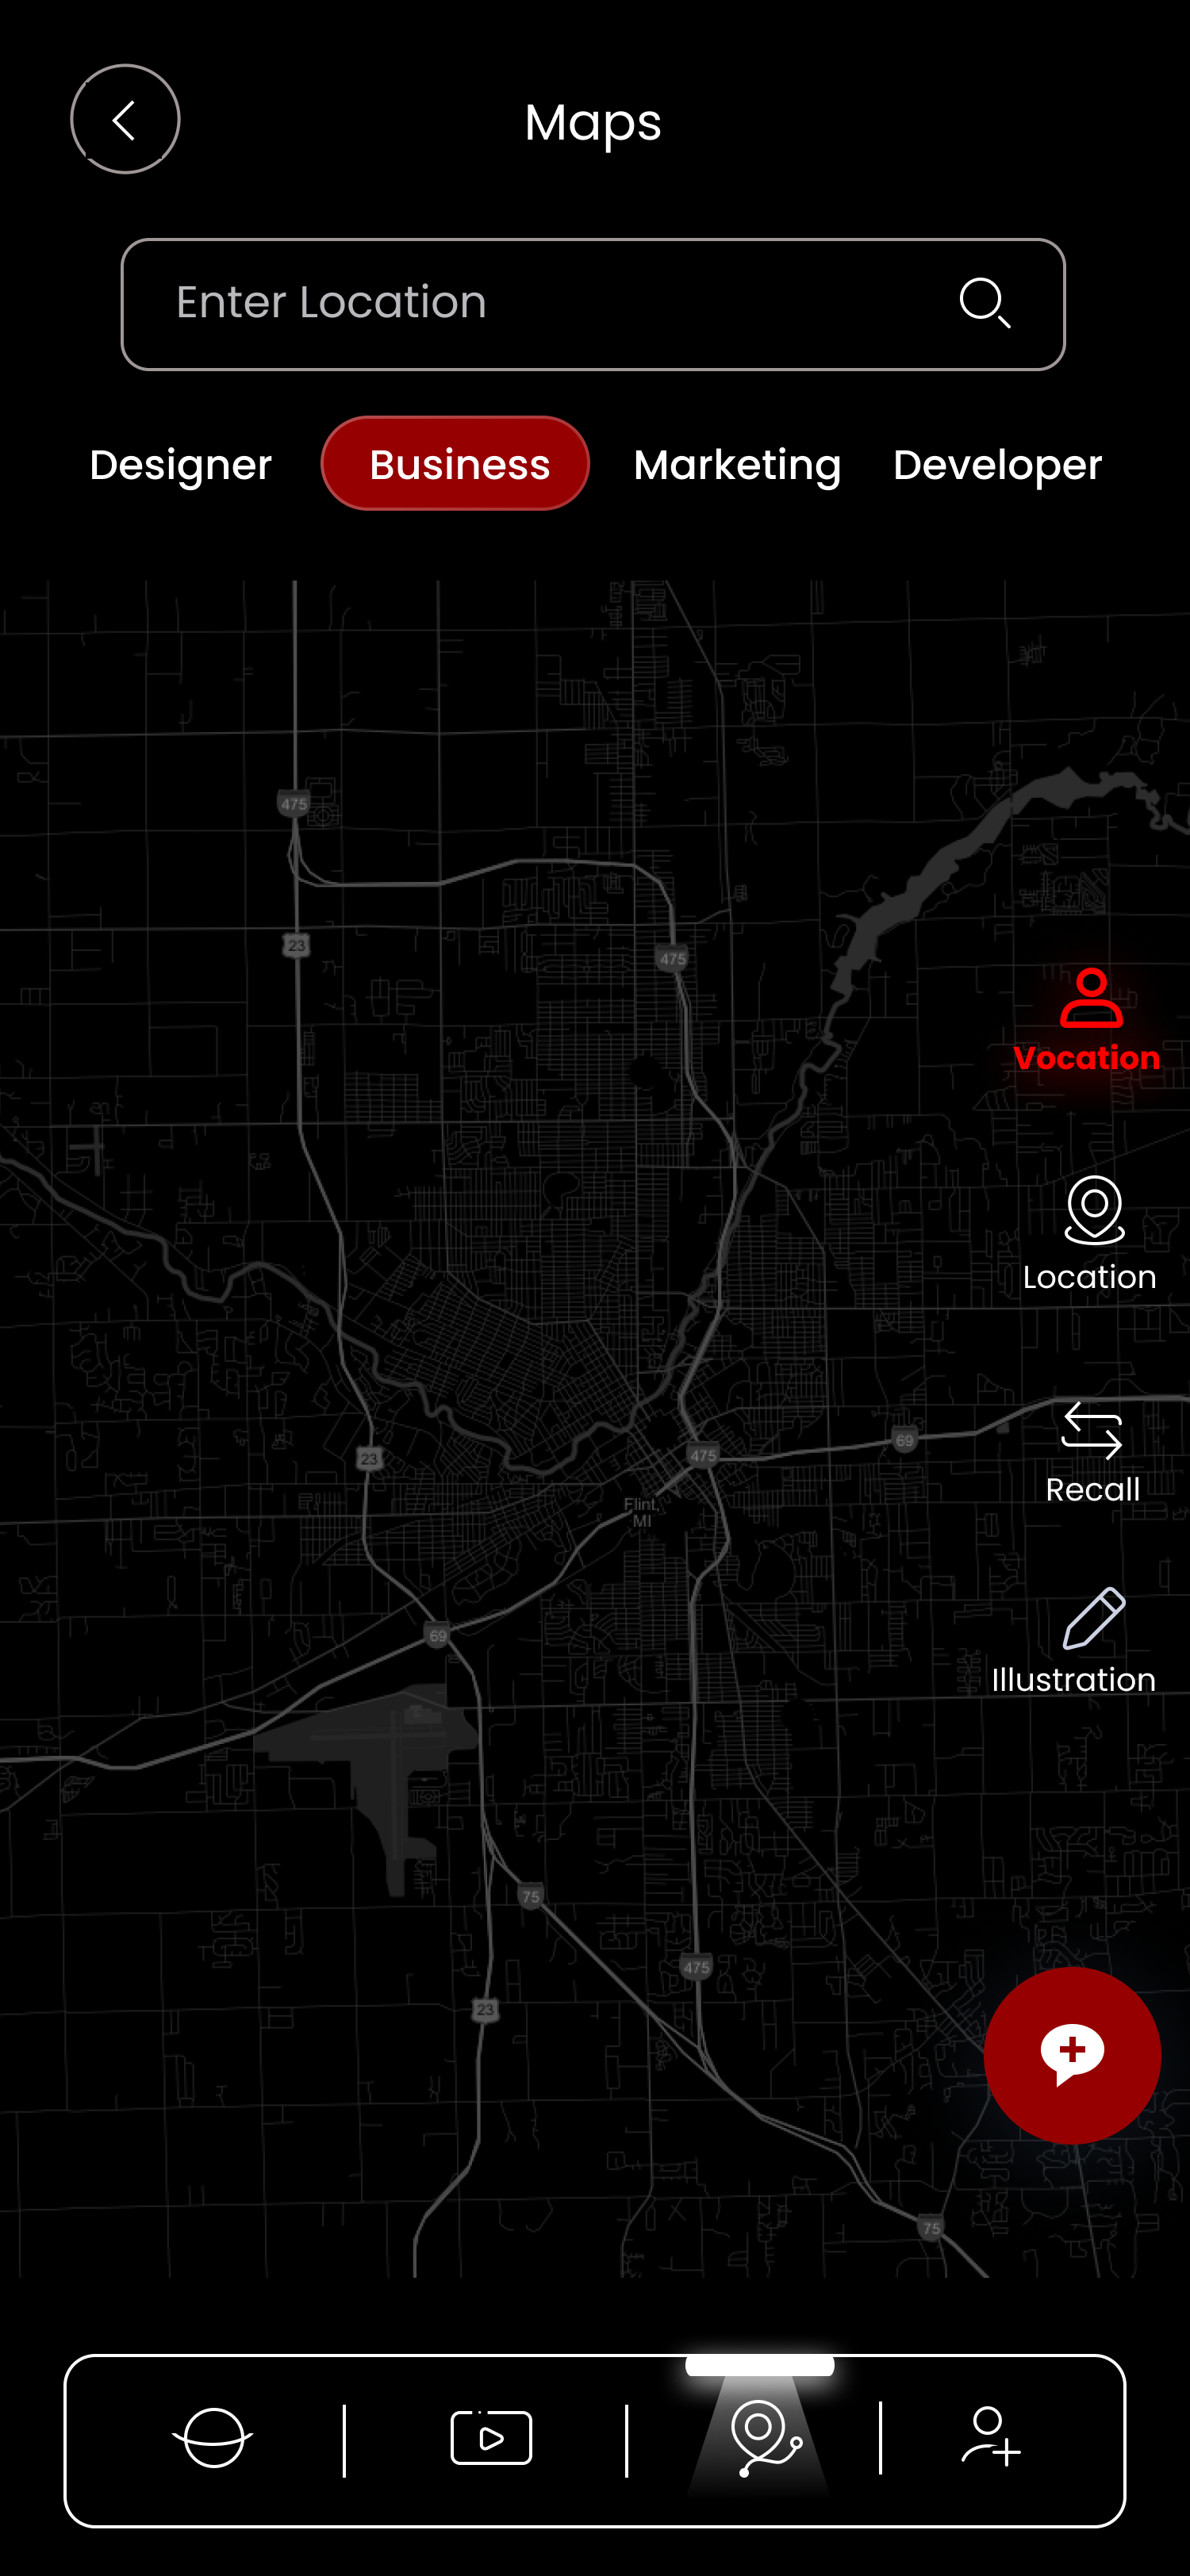 Maps
Enter Location
Designer Business Marketing Developer
475
23
475
Vocation
Location
23
475
69
Recall
Flint,
MI
69
Illustration
75
475
23
75